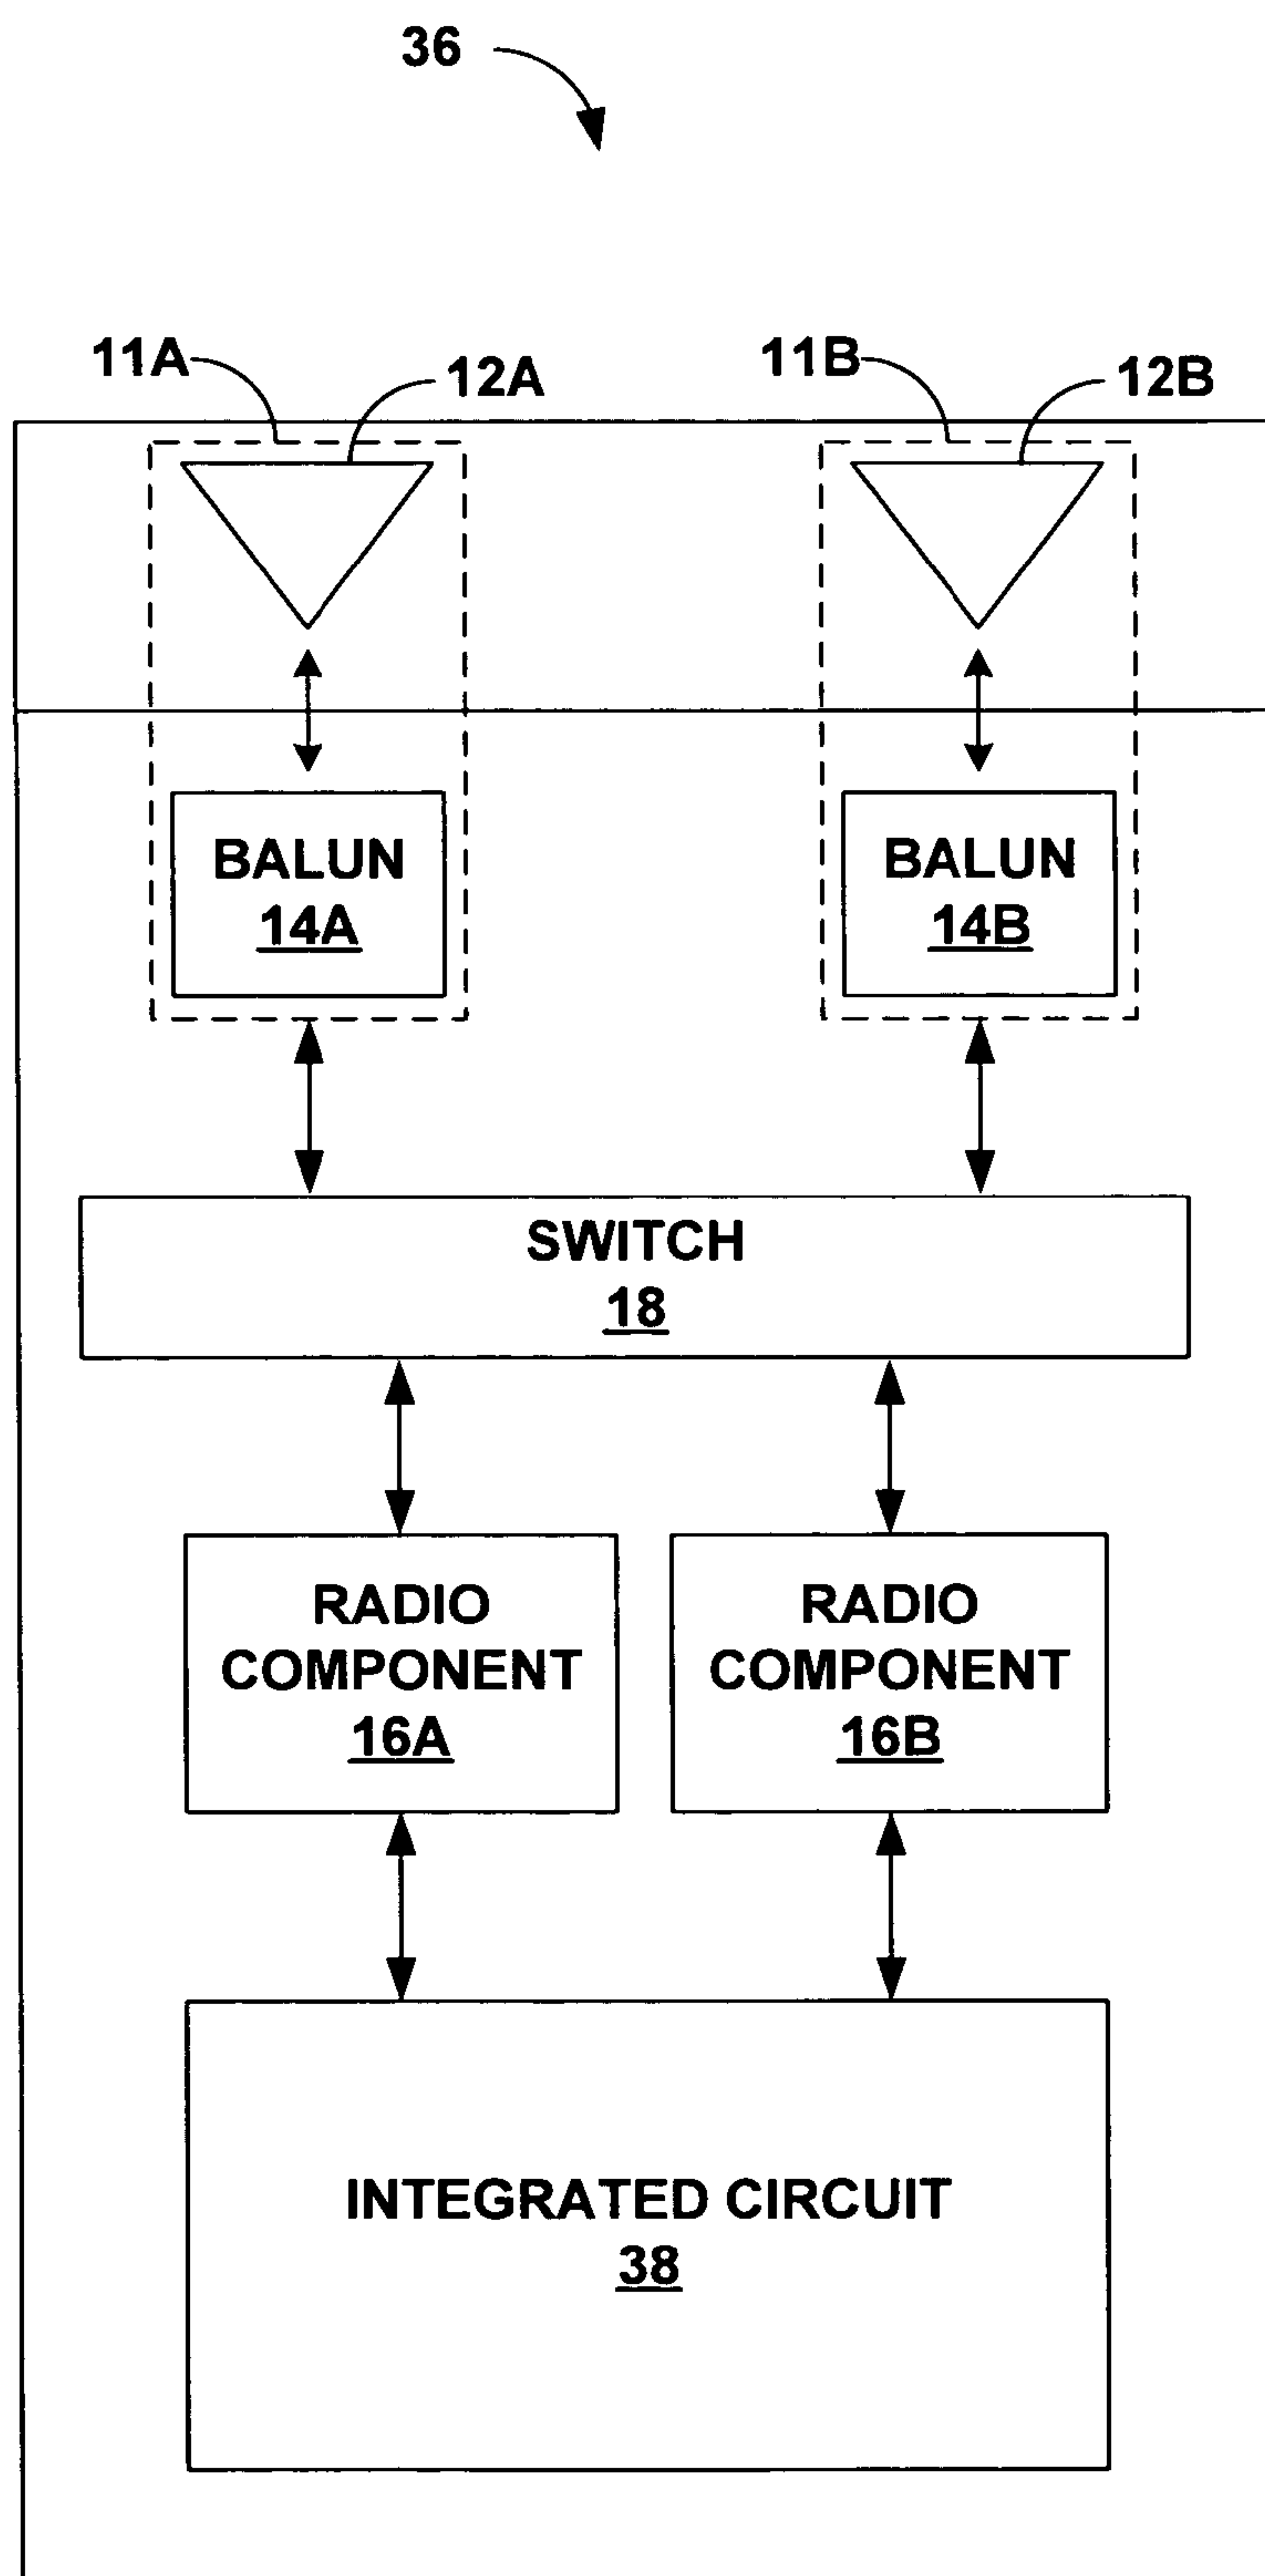 36
11A 12A 11B 12B
BALUN
14A
BALUN
14B
SWITCH
18
RADIO
COMPONENT
16A
RADIO
COMPONENT
16B
INTEGRATED CIRCUIT
38